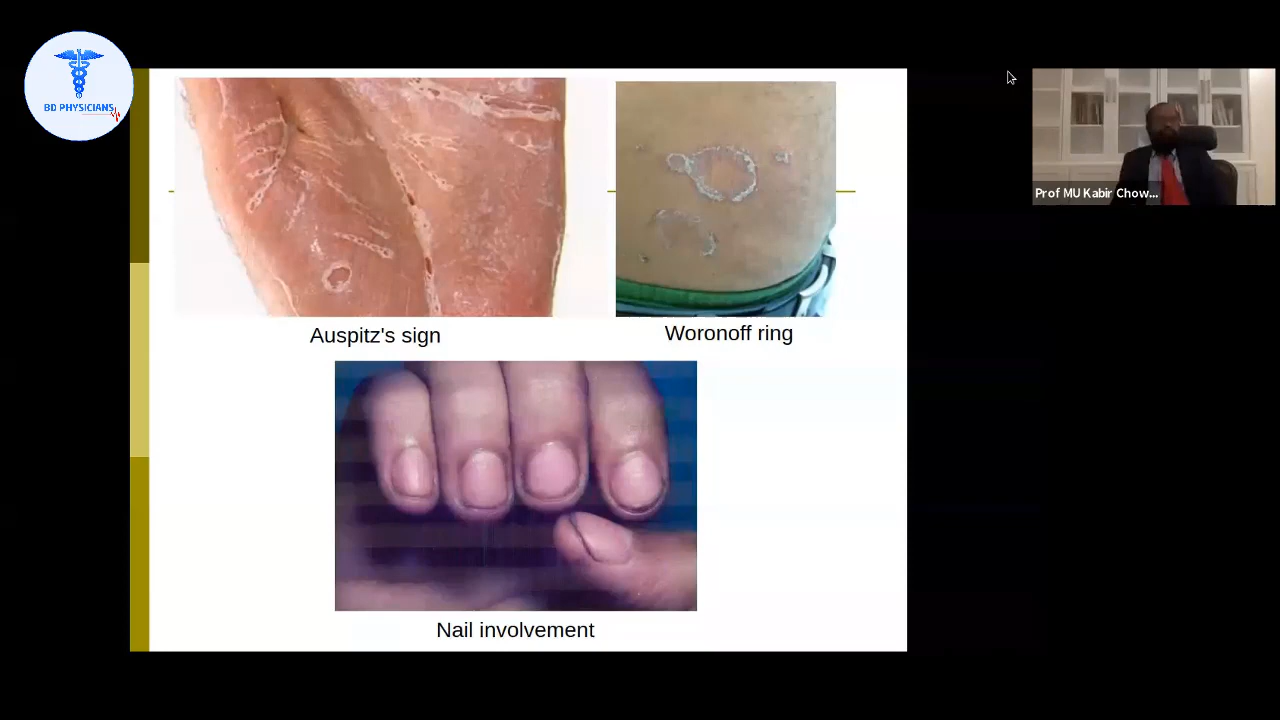 BD PHYSICIANS
Prof MU Kabir Chow...
Auspitz's sign
Woronoff ring
Nail involvement